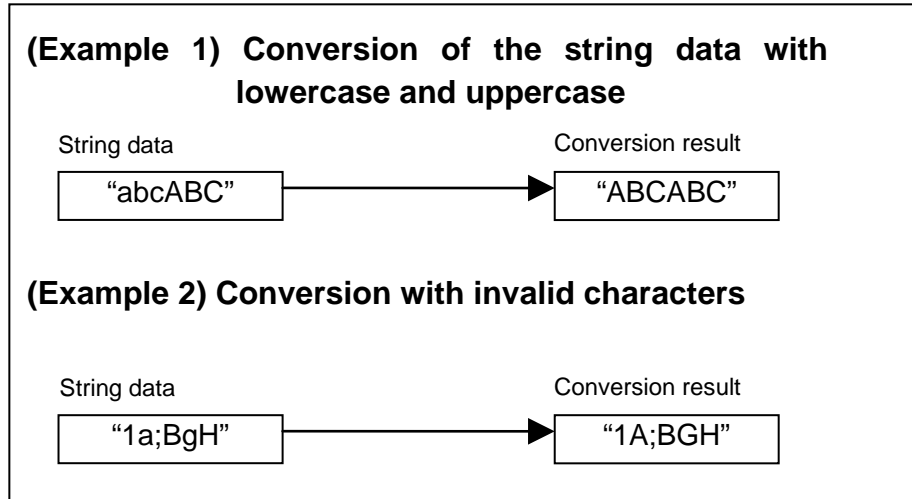 (Example 1) Conversion of the string data with
lowercase and uppercase
String data
Conversion result
“abcABC”
“ABCABC”
(Example 2) Conversion with invalid characters
String data
Conversion result
“1a;BgH”
“1A;BGH”